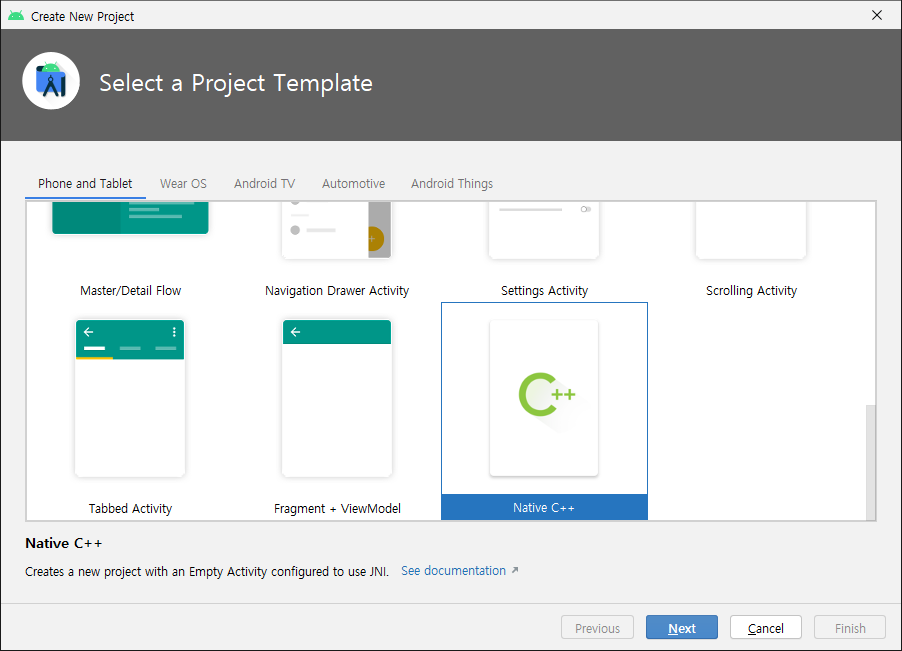 Create New Project
Select a Project Template
Phone and Tablet Wear OS Android TV Automotive Android Things
Master/Detail Flow Navigation Drawer Activity Settings Activity Scrolling Activity
C++
Tabbed Activity Fragment + ViewModel Native C++
Native C++
Creates a new project with an Empty Activity configured to use JNI. See documentation
Previous Next Cancel Finish